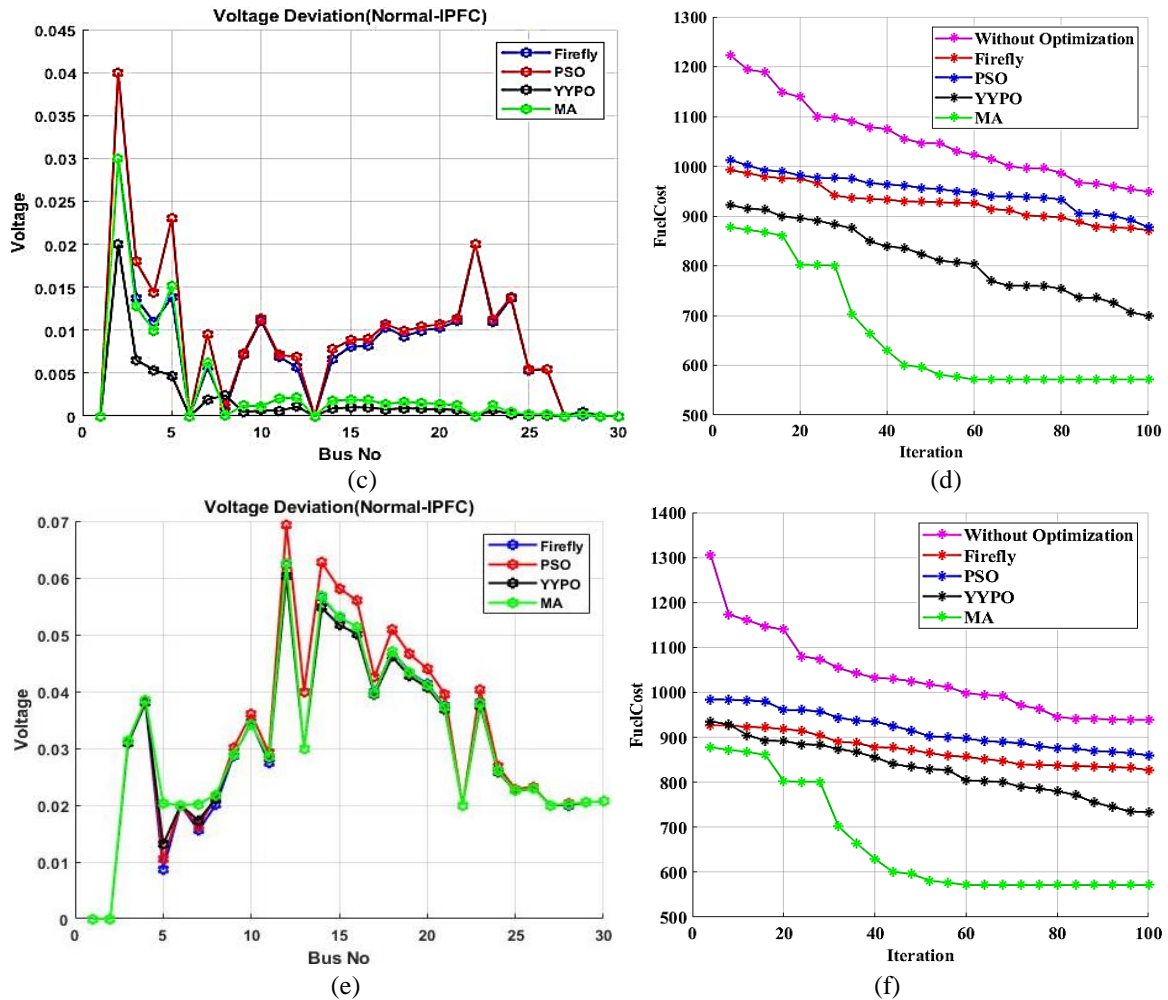 Voltage Deviation(Normal-IPFC)
0.045
0.04
0.035
0.03
0.025
0.02
0.015
0.01
0.005
0
Voltage
Firefly
PSO
YYPO
MA
0 5 10 15 20 25 30
Bus No
(c)
1300
1200
1100
1000
900
800
700
600
500
FuelCost
Without Optimization
Firefly
PSO
YYPO
MA
0 20 40 60 80 100
Iteration
(d)
Voltage Deviation(Normal-IPFC)
0.07
0.06
0.05
0.04
0.03
0.02
0.01
0
Voltage
Firefly
PSO
YYPO
MA
0 5 10 15 20 25 30
Bus No
(e)
1400
1300
1200
1100
1000
900
800
700
600
500
FuelCost
Without Optimization
Firefly
PSO
YYPO
MA
0 20 40 60 80 100
Iteration
(f)